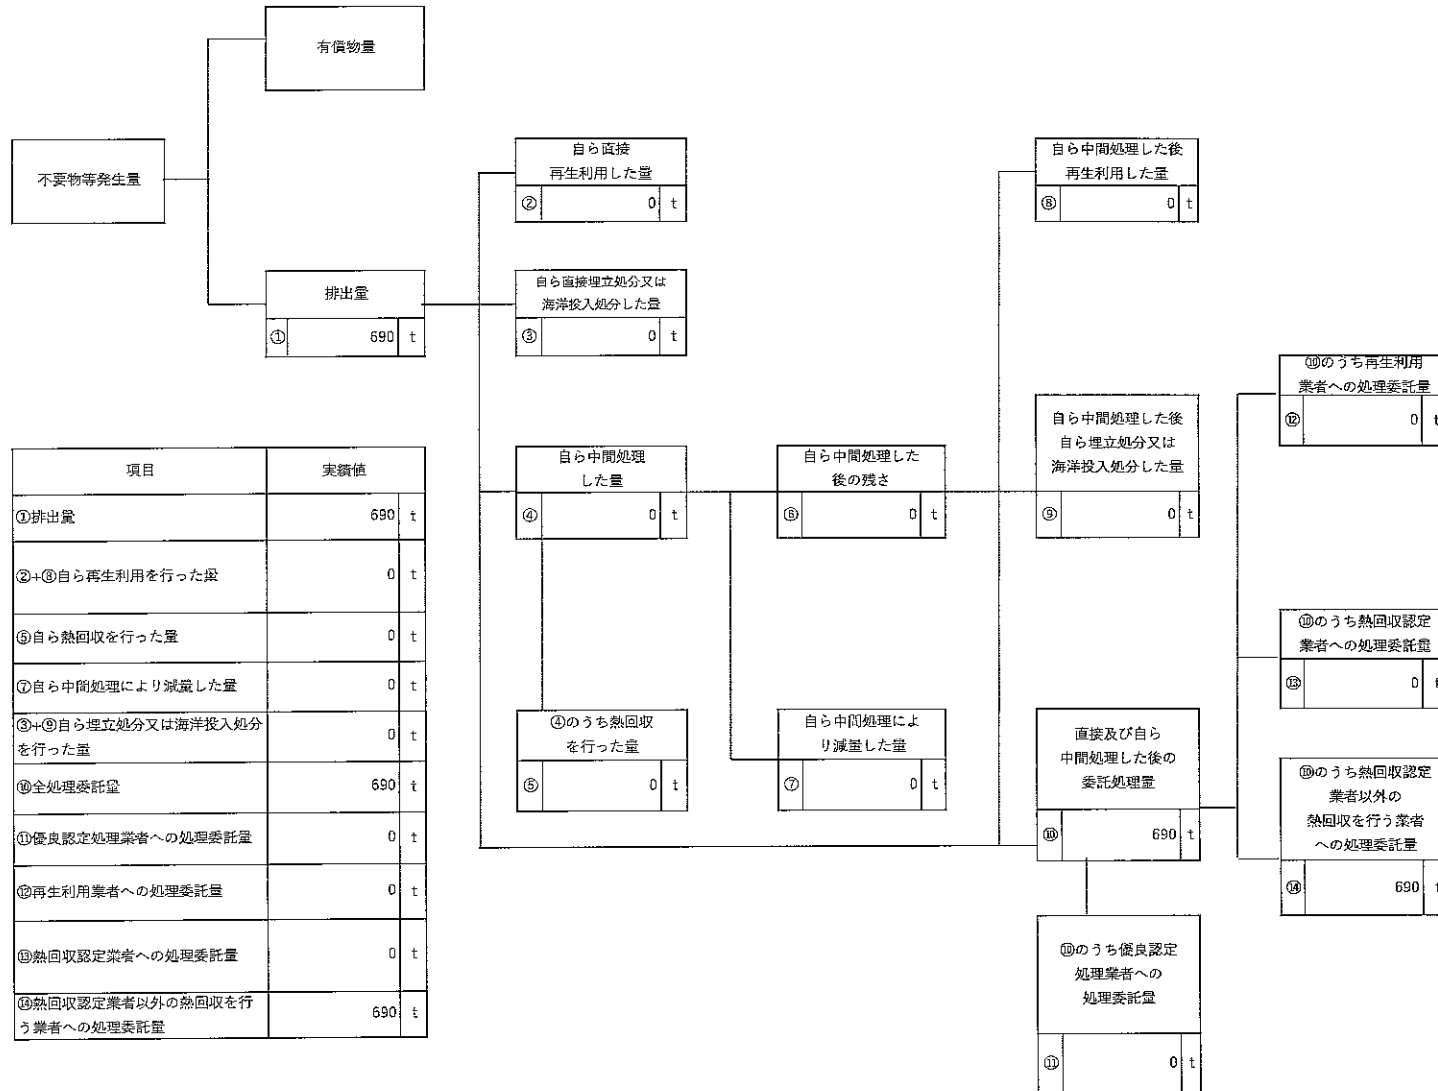 有償物量
不要物等発生量
排出量
① 690 t
自ら直接
再生利用した量
② 0 t
自ら直接埋立処分又は
海洋投入処分した量
③ 0 t
自ら中間処理
した量
④ 0 t
④のうち熱回収
を行った量
⑤ 0 t
自ら中間処理した
後の残さ
⑥ 0 t
自ら中間処理によ
り減量した量
⑦ 0 t
自ら中間処理した後
再生利用した量
⑧ 0 t
自ら中間処理した後
自ら埋立処分又は
海洋投入処分した量
⑨ 0 t
直接及び自ら
中間処理した後の
委託処理量
⑩ 690 t
⑩のうち優良認定
処理業者への
処理委託量
⑪ 0 t
⑩のうち再生利用
業者への処理委託量
⑫ 0 t
⑩のうち熱回収認定
業者への処理委託量
⑬ 0 t
⑩のうち熱回収認定
業者以外の
熱回収を行う業者
への処理委託量
⑭ 690 t
項目 実績値
①排出量 690 t
②+⑧自ら再生利用を行った量 0 t
⑤自ら熱回収を行った量 0 t
⑦自ら中間処理により減量した量 0 t
③+⑨自ら埋立処分又は海洋投入処分
を行った量 0 t
⑩全処理委託量 690 t
⑪優良認定処理業者への処理委託量 0 t
⑫再生利用業者への処理委託量 0 t
⑬熱回収認定業者への処理委託量 0 t
⑭熱回収認定業者以外の熱回収を行
う業者への処理委託量 690 t